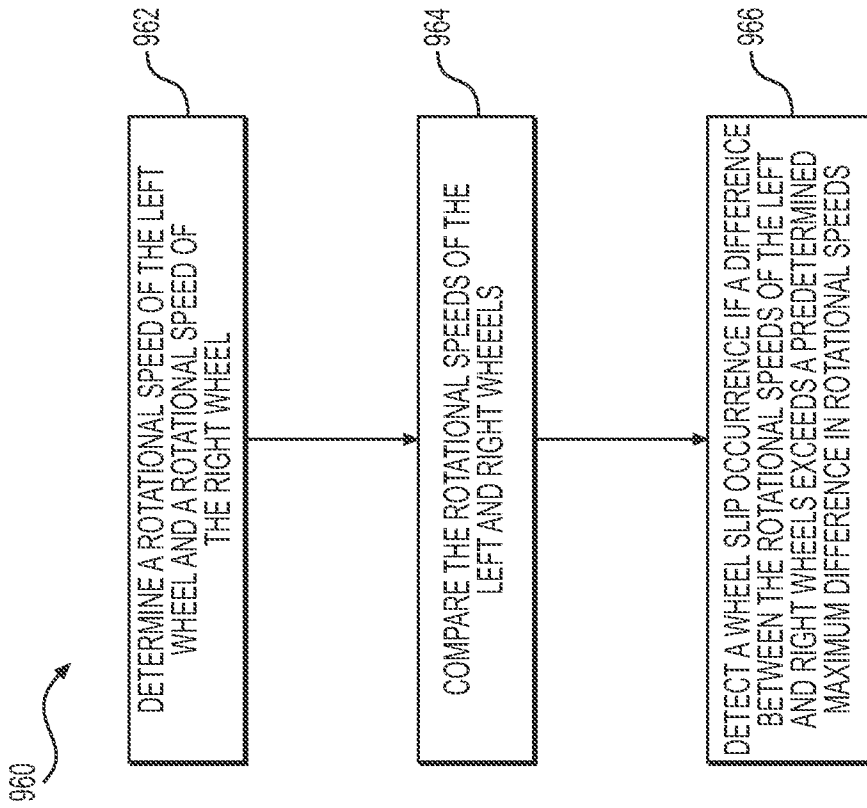 960
DETERMINE A ROTATIONAL SPEED OF THE LEFT
WHEEL AND A ROTATIONAL SPEED OF
THE RIGHT WHEEL
962
COMPARE THE ROTATIONAL SPEEDS OF THE
LEFT AND RIGHT WHEEELS
964
DETECT A WHEEL SLIP OCCURRENCE IF A DIFFERENCE
BETWEEN THE ROTATIONAL SPEEDS OF THE LEFT
AND RIGHT WHEELS EXCEEDS A PREDETERMINED
MAXIMUM DIFFERENCE IN ROTATIONAL SPEEDS
966